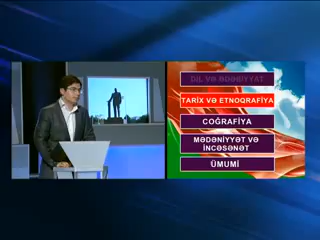 DİL VƏ ƏDƏBİYYAT
TARİX VƏ ETNOQRAFİYA
COĞRAFİYA
MƏDƏNİYYƏT VƏ
İNCƏSƏNƏT
ÜMUMİ